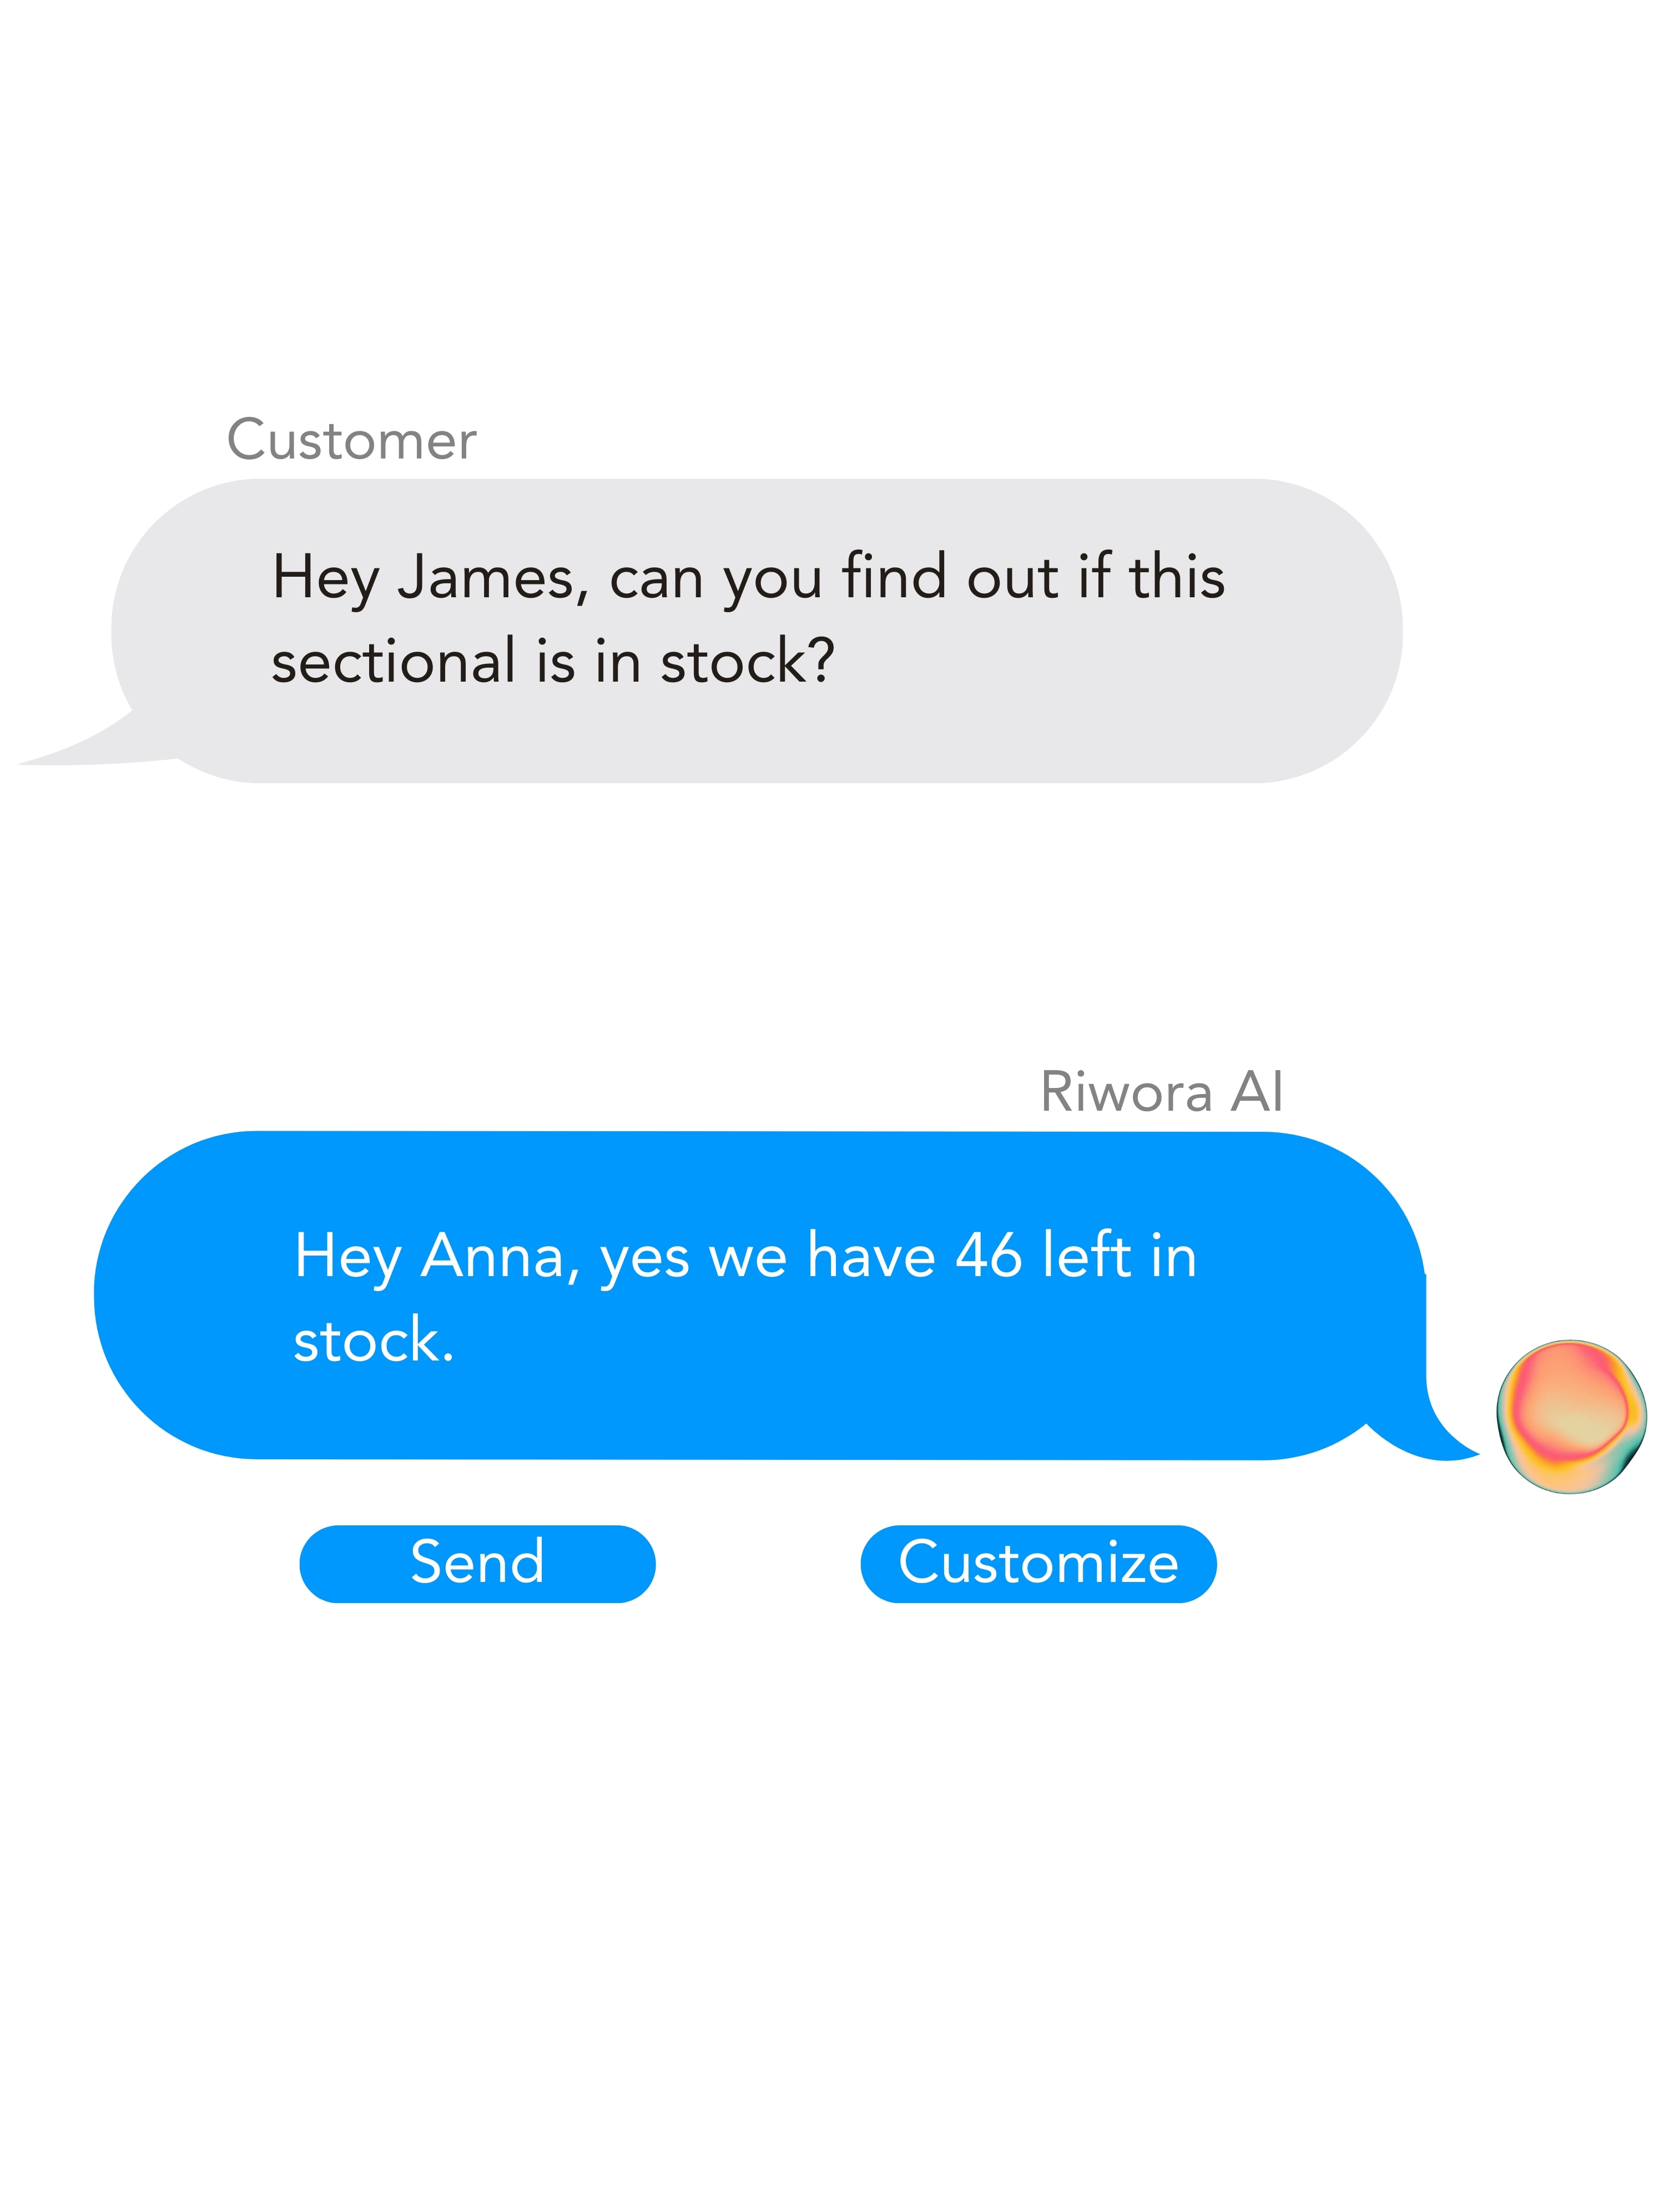 Customer
Hey James, can you find out if this
sectional is in stock?
Riwora AI
Hey Anna, yes we have 46 left in
stock.
Send
Customize